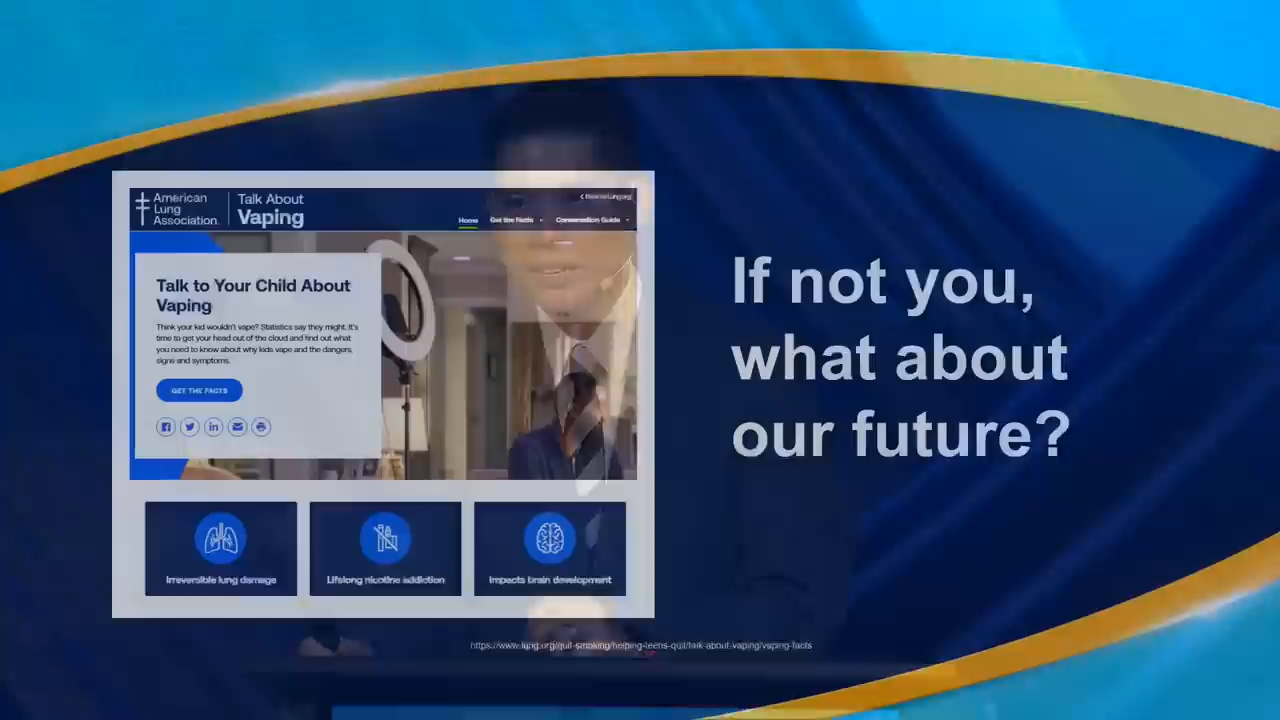 American
Lung
Association.
Talk About
Vaping
Home
Get the Facts
Conversation Guide
Talk to Your Child About
Vaping
Think your kid wouldn't vape? Statistics say they might. It's
time to get your head out of the cloud and find out what
you need to know about why kids vape and the dangers,
signs and symptoms.
GET THE FACTS
Irreversible lung damage
Lifelong nicotine addiction
Impacts brain development
If not you,
what about
our future?
https://www.lung.org/quit-smoking/helping-teens-quit/talk-about-vaping/vaping-facts